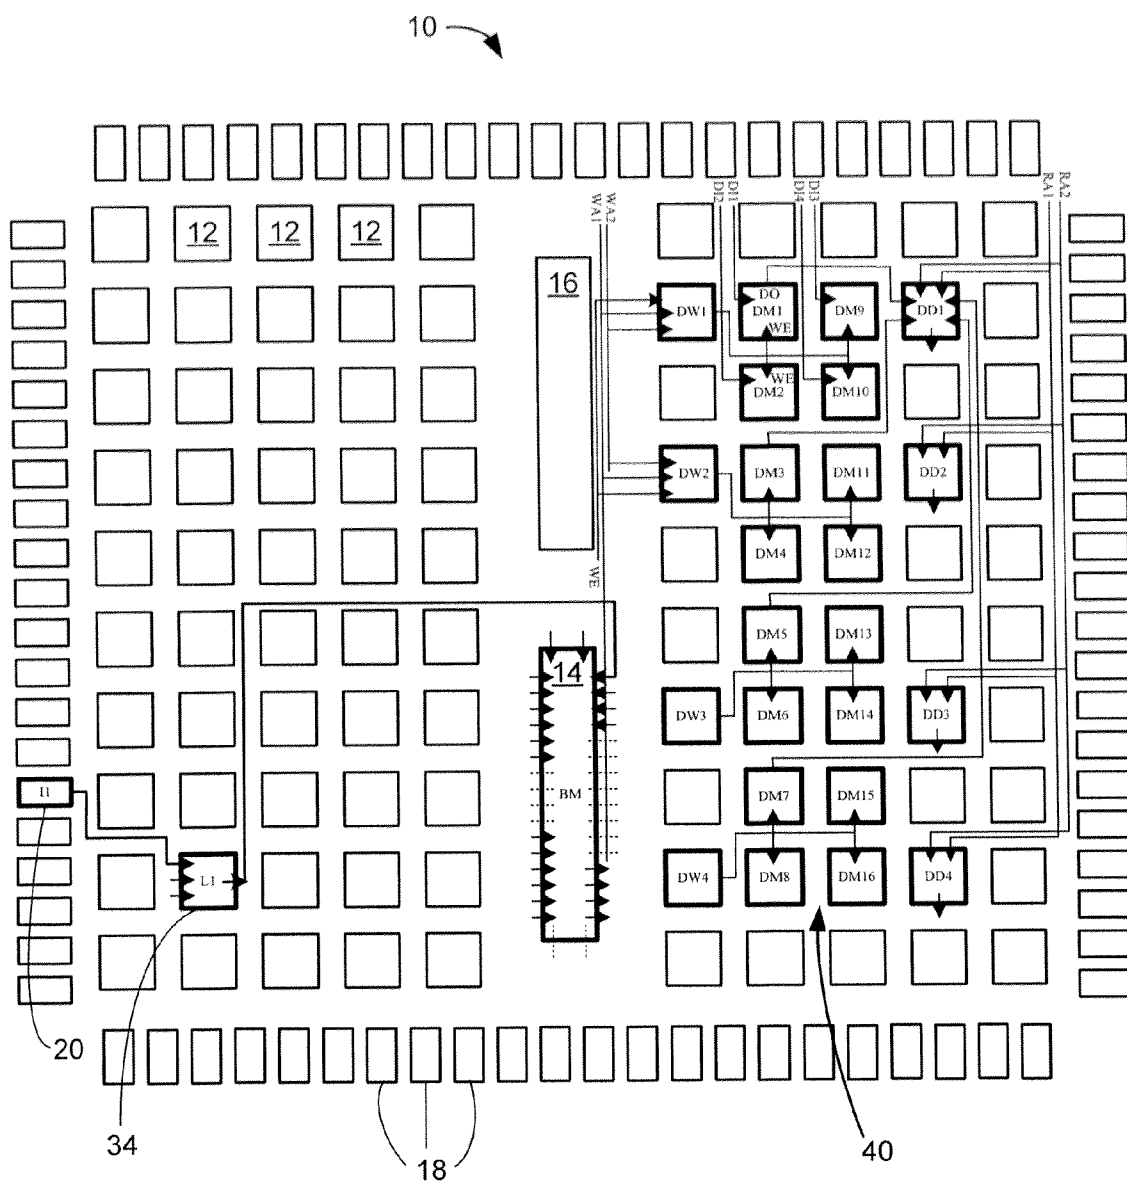 10
WA1
WA2
DI2
DI1
DI4
DI3
RA1
RA2
12 12 12
16
DW1
DO
DM1
WE
DM9
DD1
WE
DM2
DM10
DW2
DM3
DM11
DD2
DM4
DM12
WE
DM5
DM13
14
DW3
DM6
DM14
DD3
I1
BM
DM7
DM15
L1
DW4
DM8
DM16
DD4
20
34
18
40